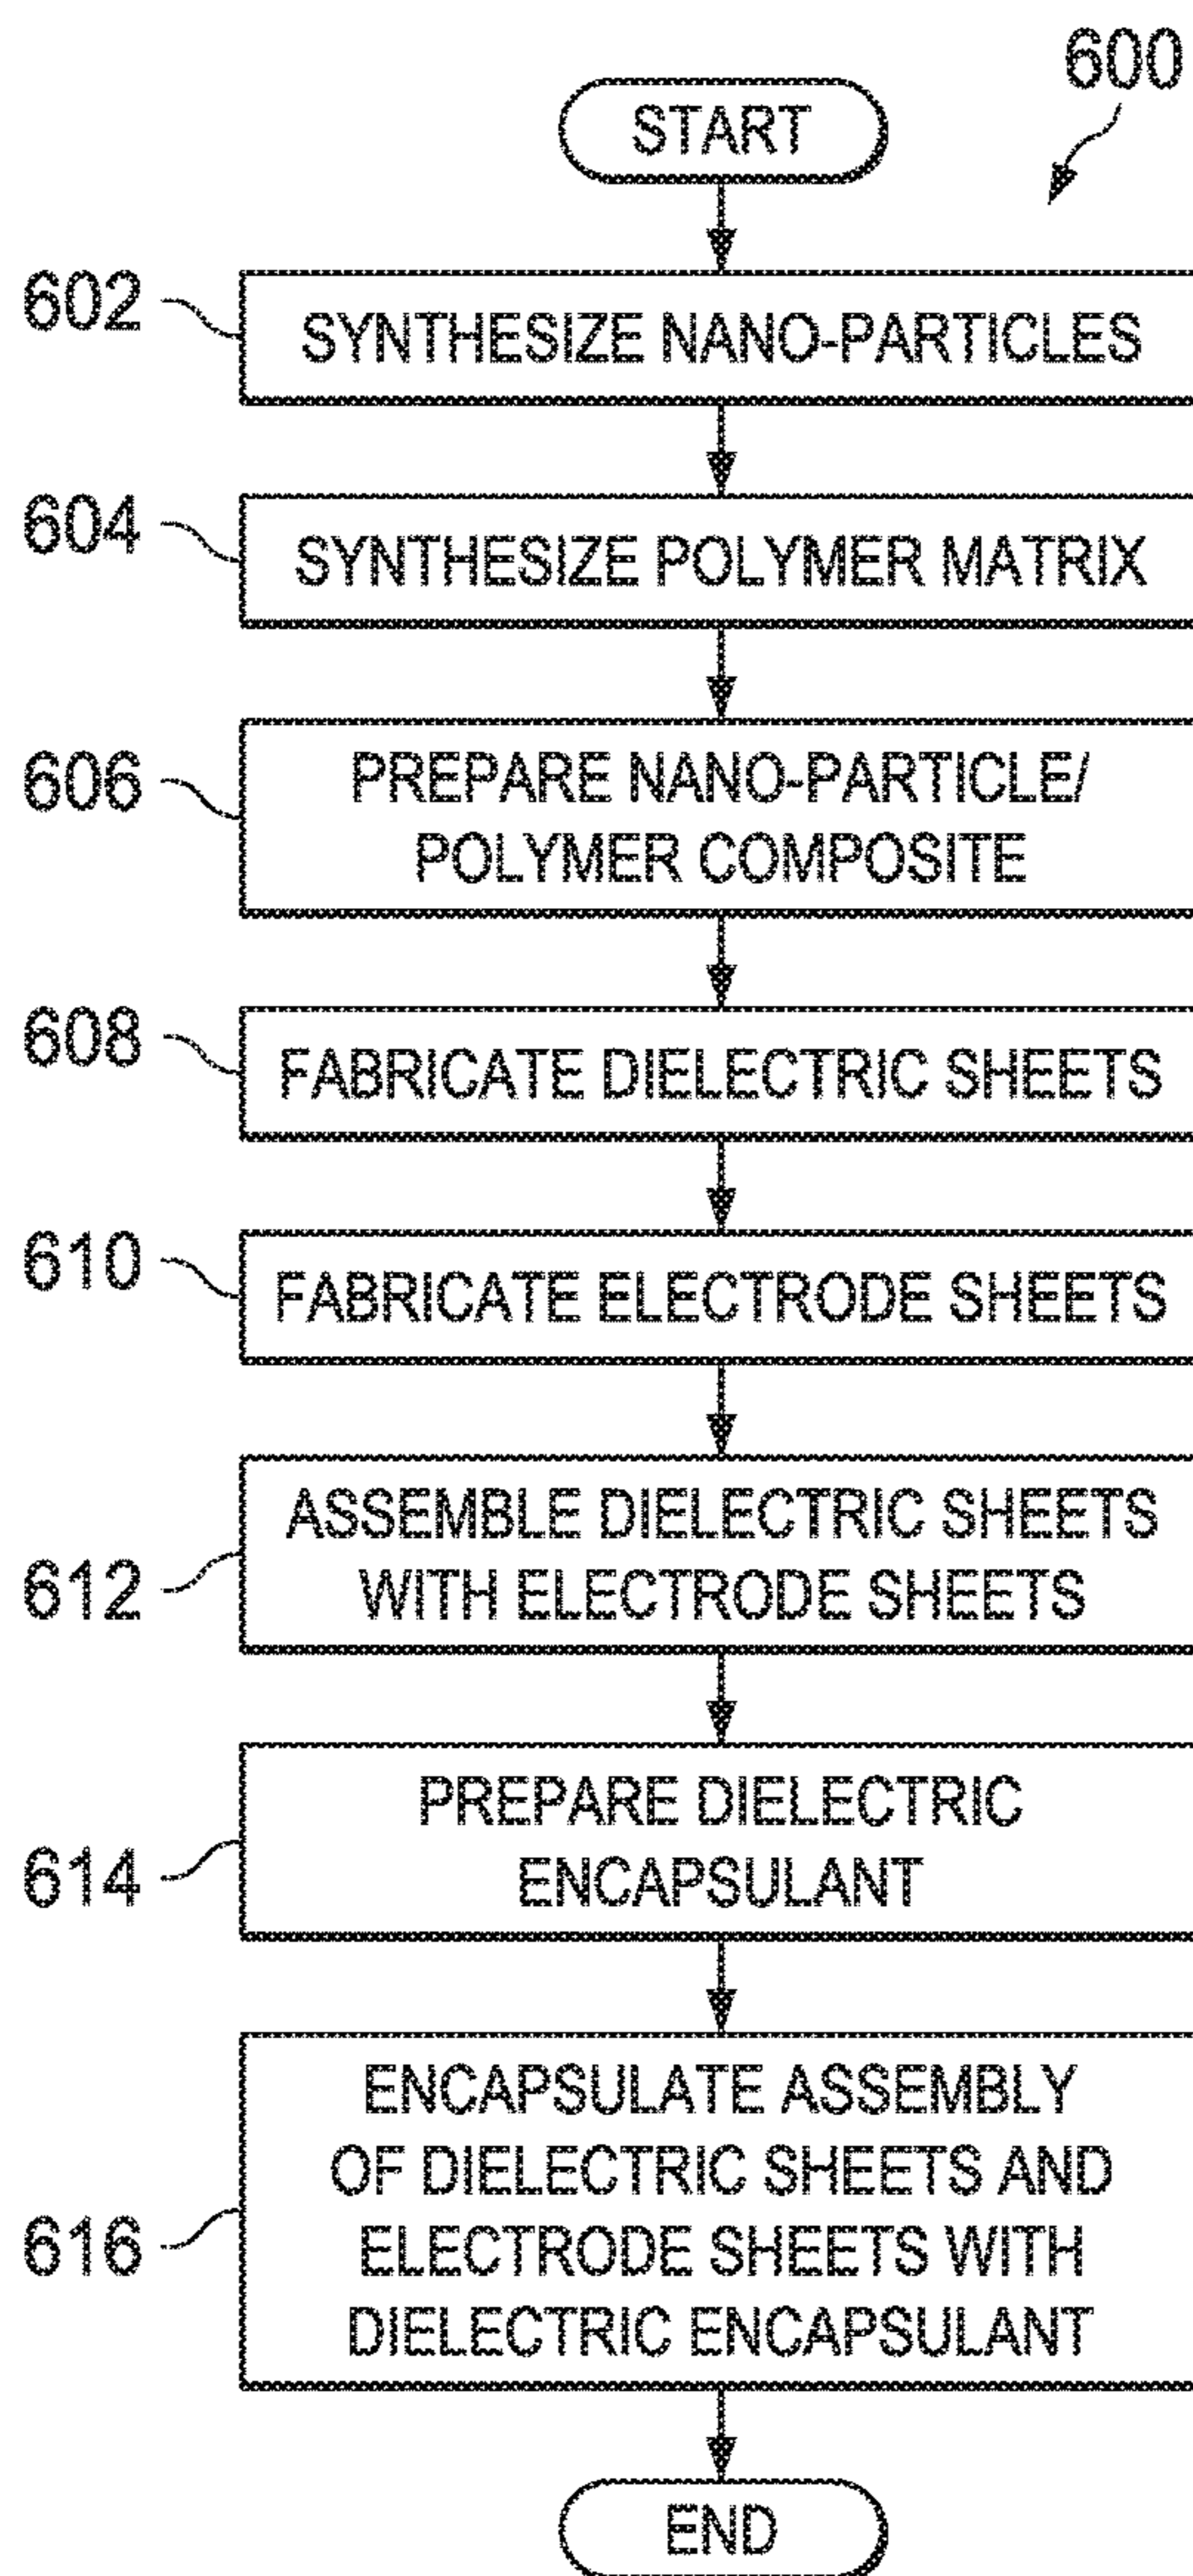 600
START
602
SYNTHESIZE NANO-PARTICLES
604
SYNTHESIZE POLYMER MATRIX
606
PREPARE NANO-PARTICLE/
POLYMER COMPOSITE
608
FABRICATE DIELECTRIC SHEETS
610
FABRICATE ELECTRODE SHEETS
612
ASSEMBLE DIELECTRIC SHEETS
WITH ELECTRODE SHEETS
614
PREPARE DIELECTRIC
ENCAPSULANT
616
ENCAPSULATE ASSEMBLY
OF DIELECTRIC SHEETS AND
ELECTRODE SHEETS WITH
DIELECTRIC ENCAPSULANT
END